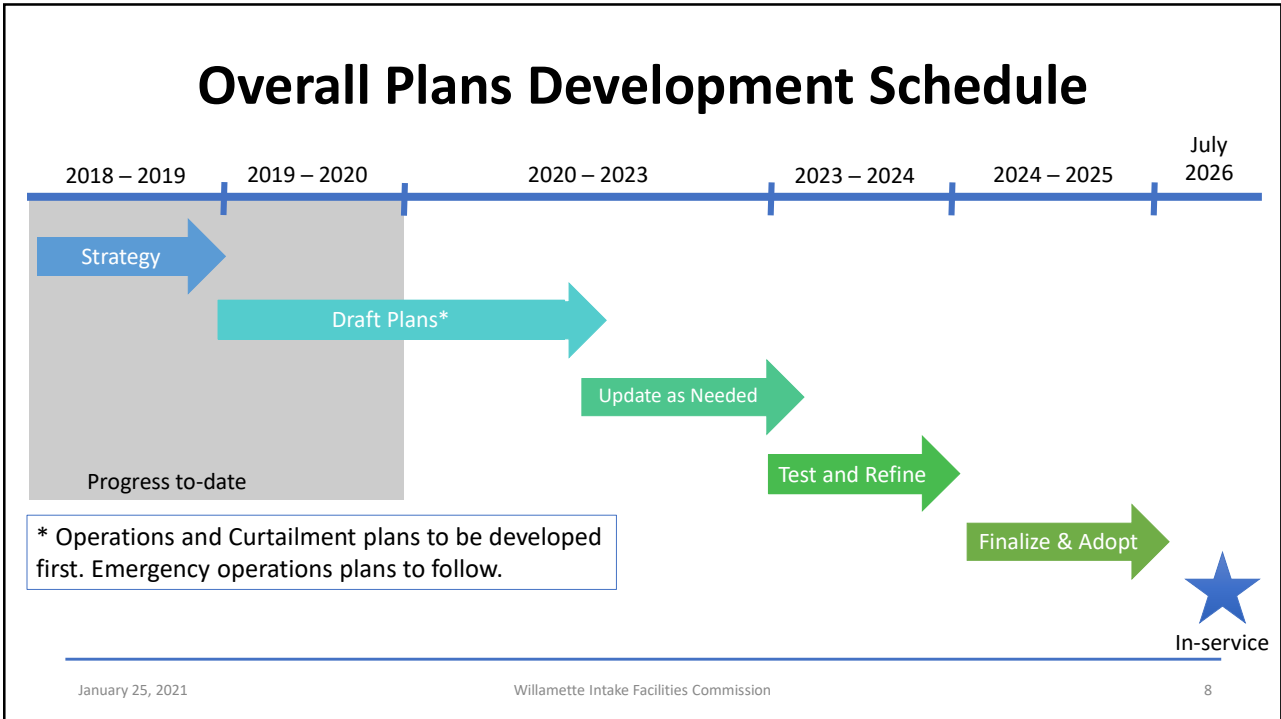 Overall Plans Development Schedule
2018 – 2019
2019 – 2020
2020 – 2023
2023 – 2024
2024 – 2025
July
2026
Strategy
Draft Plans*
Update as Needed
Test and Refine
Finalize & Adopt
Progress to-date
* Operations and Curtailment plans to be developed
first. Emergency operations plans to follow.
In-service
January 25, 2021
Willamette Intake Facilities Commission
8